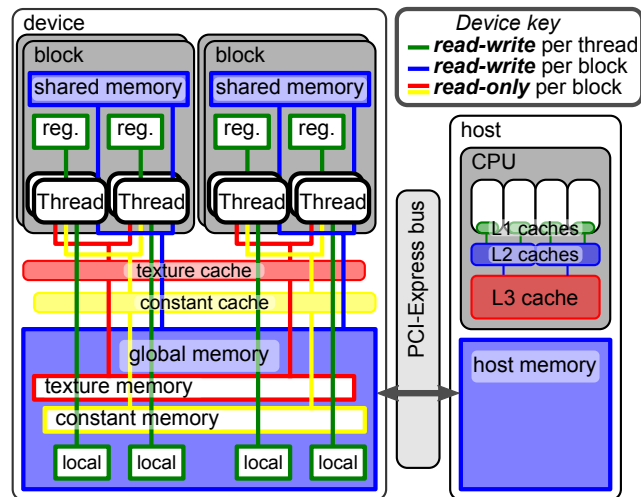 device
block
block
shared memory
shared memory
reg.
reg.
reg.
reg.
Thread
Thread
Thread
Thread
texture cache
constant cache
global memory
texture memory
constant memory
local
local
local
local
PCI-Express bus
Device key
read-write per thread
read-write per block
read-only per block
host
CPU
L1 caches
L2 caches
L3 cache
host memory